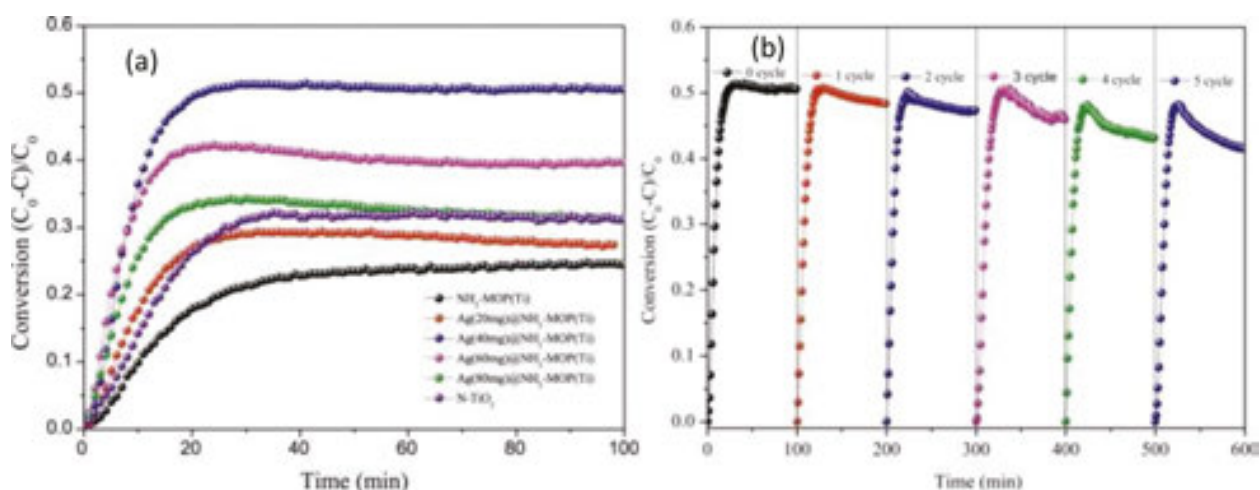 (a)
0.6
0.5
0.4
0.3
0.2
0.1
0.0
Conversion (C₀-C)/C₀
NH₂-MOP(Ti)
Ag(20mg)@NH₂-MOP(Ti)
Ag(40mg)@NH₂-MOP(Ti)
Ag(60mg)@NH₂-MOP(Ti)
Ag(80mg)@NH₂-MOP(Ti)
N-TiO₂
0 20 40 60 80 100
Time (min)
(b)
0 cycle 1 cycle 2 cycle 3 cycle 4 cycle 5 cycle
0.6
0.5
0.4
0.3
0.2
0.1
0.0
Conversion (C₀-C)/C₀
0 100 200 300 400 500 600
Time (min)